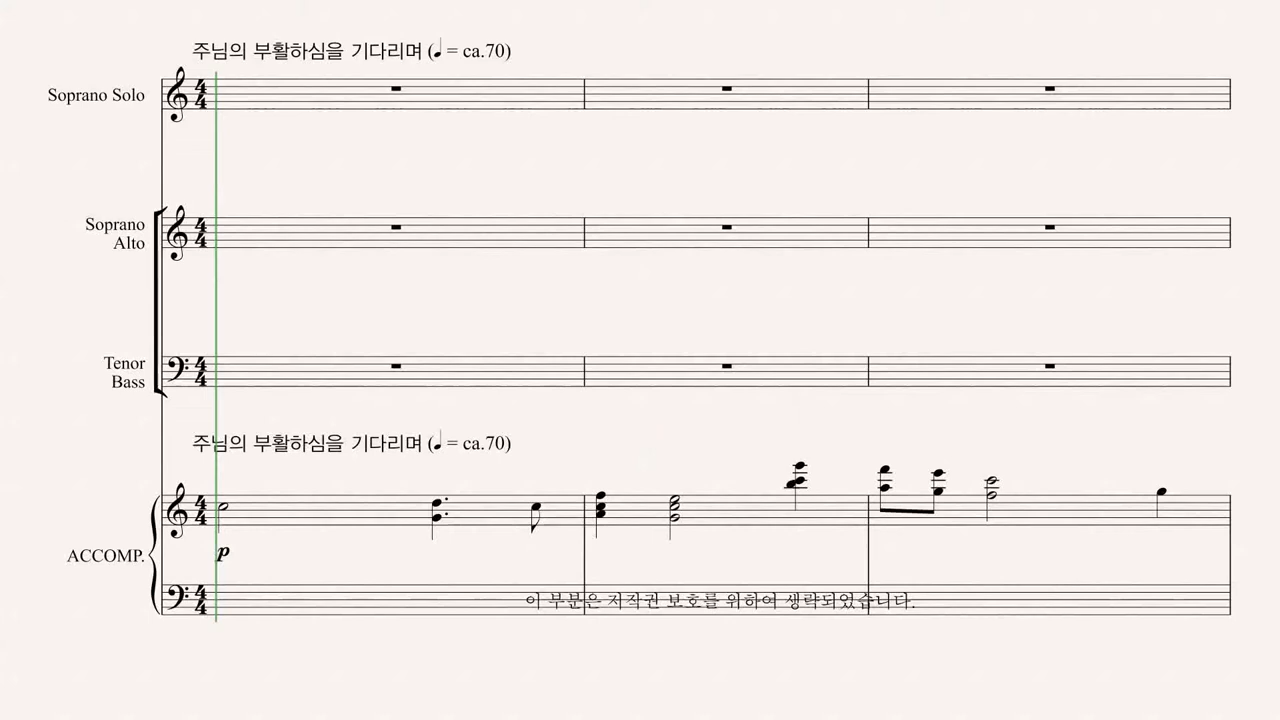 주님의 부활하심을 기다리며 (♩ = ca.70)
Soprano Solo
Soprano
Alto
Tenor
Bass
주님의 부활하심을 기다리며 (♩ = ca.70)
p
ACCOMP.
이 부분은 저작권 보호를 위하여 생략되었습니다.